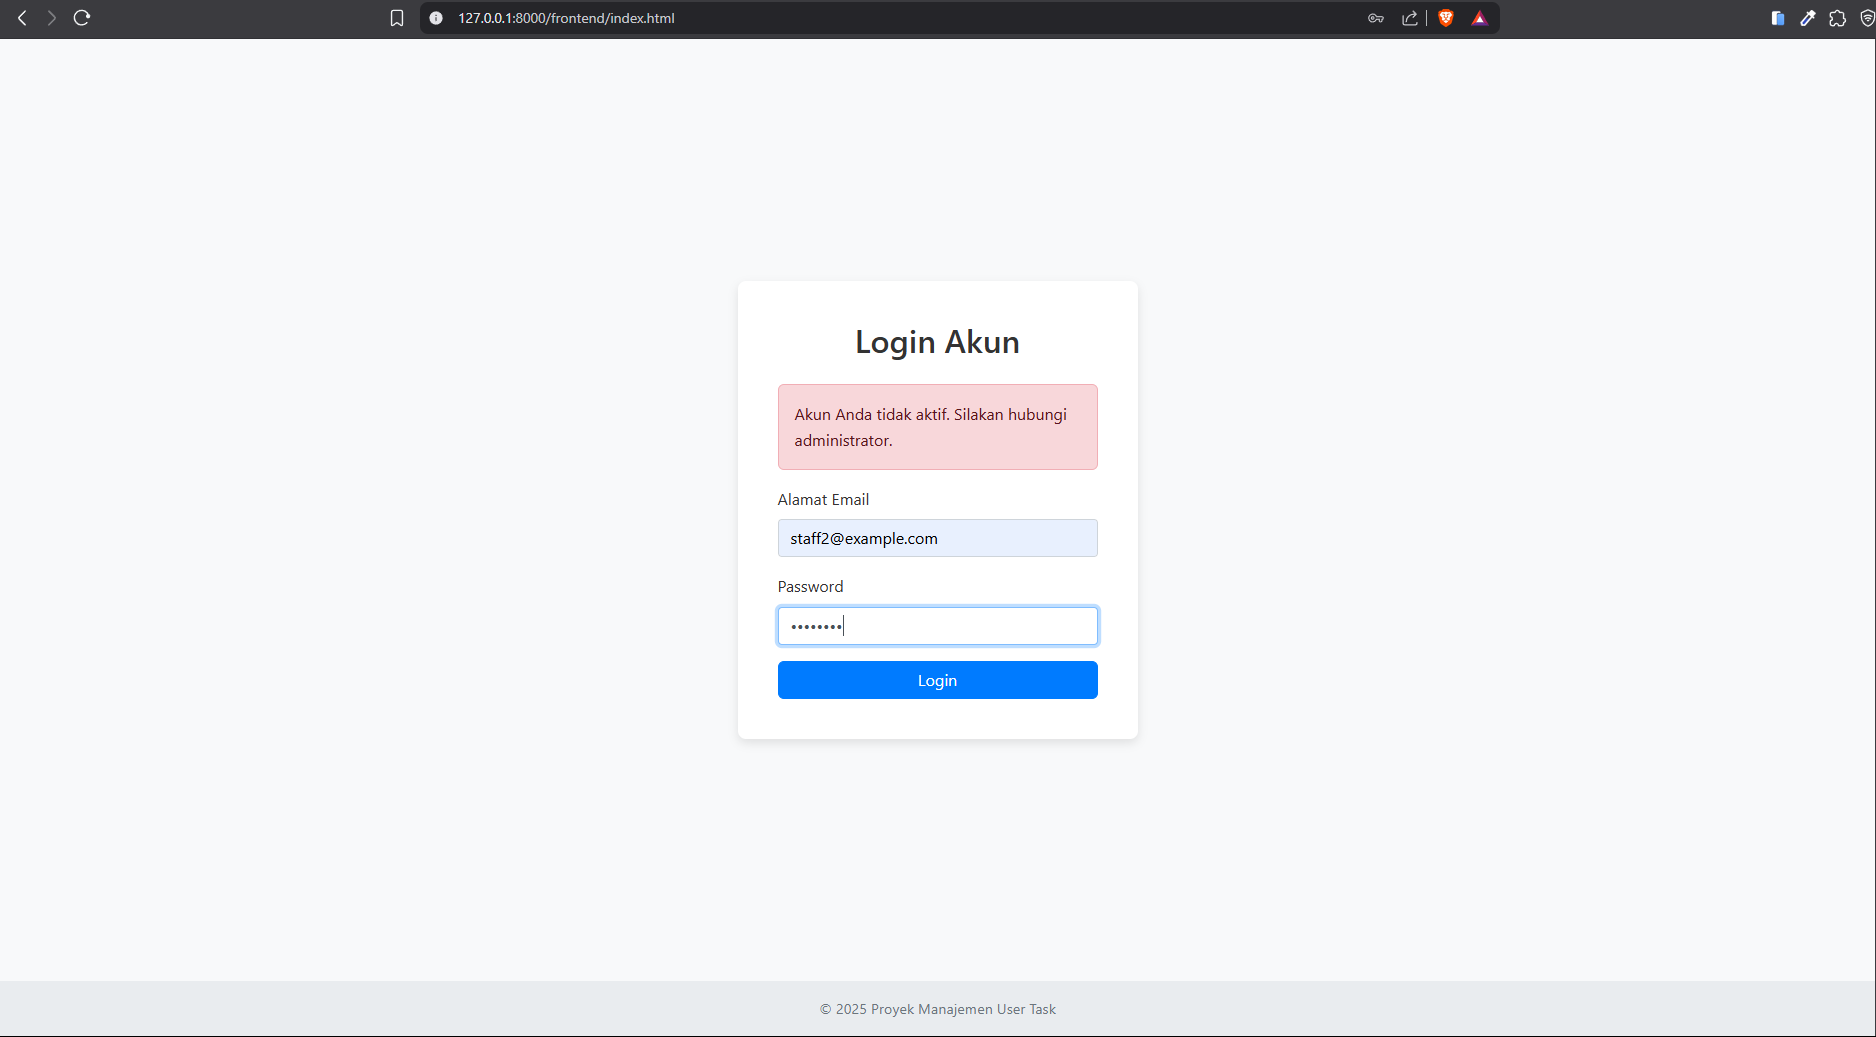 127.0.0.1:8000/frontend/index.html
Login Akun
Akun Anda tidak aktif. Silakan hubungi
administrator.
Alamat Email
staff2@example.com
Password
••••••••
Login
© 2025 Proyek Manajemen User Task